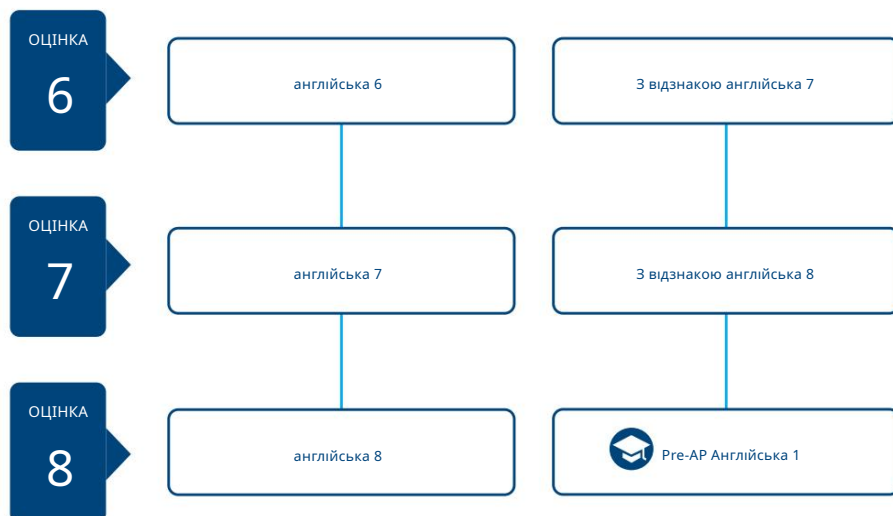 ОЦІНКА
6
англійська 6
З відзнакою англійська 7
ОЦІНКА
7
англійська 7
З відзнакою англійська 8
ОЦІНКА
8
англійська 8
Pre-AP Англійська 1